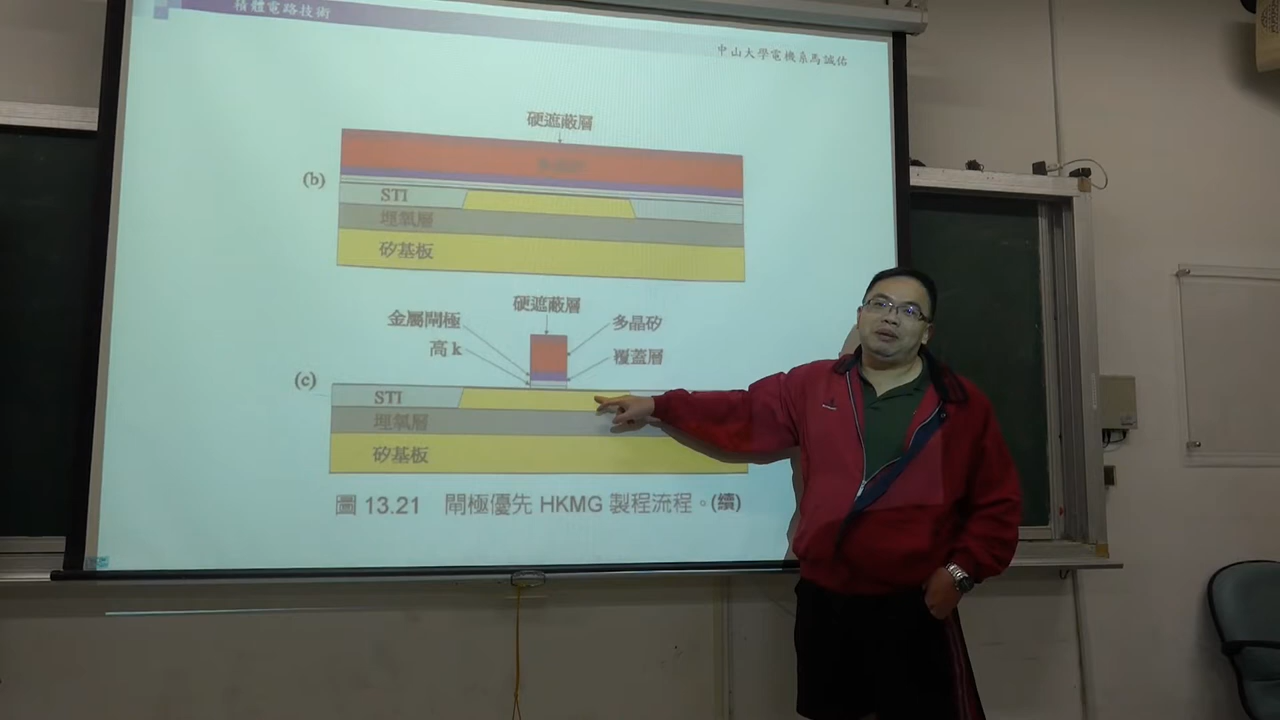 積體電路技術
中山大學電機系馬誠佑
硬遮蔽層
(b)
STI
埋氧層
矽基板
硬遮蔽層
金屬閘極
多晶矽
高 k
覆蓋層
(c)
STI
埋氧層
矽基板
圖 13.21 閘極優先 HKMG 製程流程。(續)